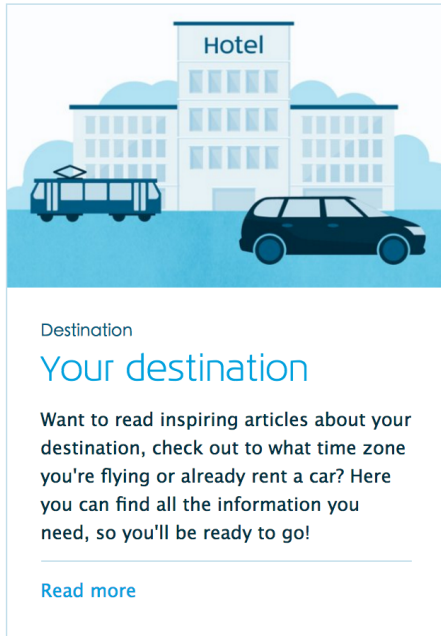 Hotel
Destination
Your destination
Want to read inspiring articles about your
destination, check out to what time zone
you're flying or already rent a car? Here
you can find all the information you
need, so you'll be ready to go!
Read more